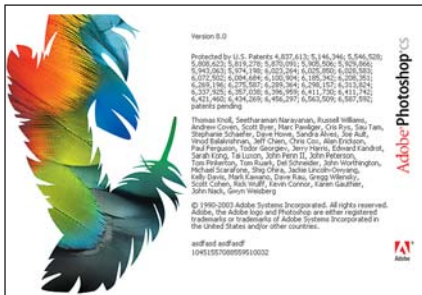 Version 8.0
Protected by U.S. Patents 4,837,613; 5,146,346; 5,546,528;
5,808,623; 5,819,278; 5,870,091; 5,905,506; 5,929,866;
5,943,063; 5,974,198; 6,023,264; 6,025,850; 6,028,583;
6,072,502; 6,084,684; 6,100,904; 6,185,342; 6,208,351;
6,269,196; 6,275,587; 6,289,364; 6,298,157; 6,313,824;
6,337,925; 6,357,038; 6,396,959; 6,411,730; 6,411,742;
6,421,460; 6,434,269; 6,456,297; 6,563,509; 6,587,592;
patents pending
Thomas Knoll, Seetharaman Narayanan, Russell Williams,
Andrew Coven, Scott Byer, Marc Pawliger, Cris Rys, Sau Tam,
Stephanie Schaefer, Dave Howe, Sandra Alves, Joe Ault,
Vinod Balakrishnan, Jeff Chien, Chris Cox, Alan Erickson,
Paul Ferguson, Todor Georgiev, Jerry Harris, Edward Kandrot,
Sarah Kong, Tai Luxon, John Penn II, John Peterson,
Tom Pinkerton, Tom Ruark, Del Schneider, John Worthington,
Michael Scarafone, Shig Ohira, Jackie Lincoln-Owyang,
Kelly Davis, Mark Kawano, Dave Rau, Gregg Wilensky,
Scott Cohen, Rick Wulff, Kevin Connor, Karen Gauthier,
John Nack, Gwyn Weisberg
© 1990-2003 Adobe Systems Incorporated. All rights reserved.
Adobe, the Adobe logo and Photoshop are either registered
trademarks or trademarks of Adobe Systems Incorporated in
the United States and/or other countries.
asdfasd asdfasdf
10451557088559510032
Adobe Photoshop CS
Adobe